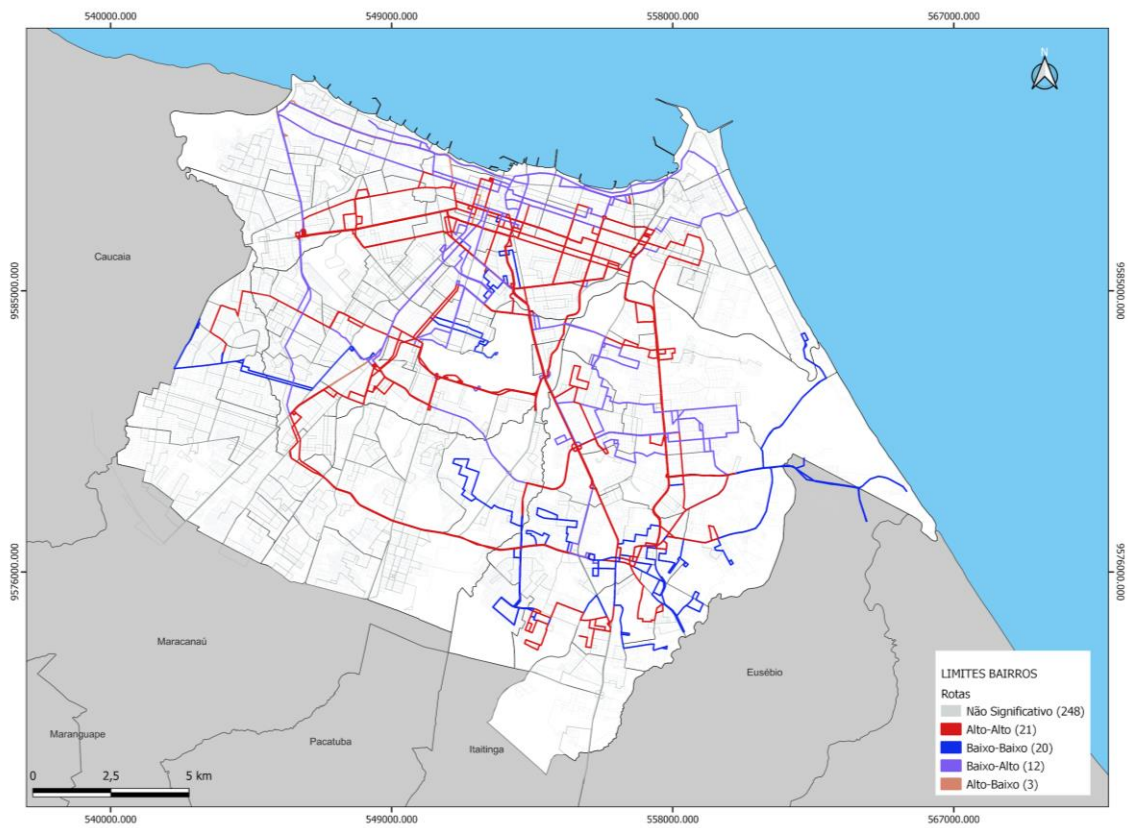 540000.000 549000.000 558000.000 567000.000
N
Caucaia
9585000.000 9585000.000
9576000.000 9576000.000
Maracanaú
Eusébio
Maranguape
Pacatuba
Itaitinga
LIMITES BAIRROS
Rotas
Não Significativo (248)
Alto-Alto (21)
Baixo-Baixo (20)
Baixo-Alto (12)
Alto-Baixo (3)
0 2,5 5 km
540000.000 549000.000 558000.000 567000.000